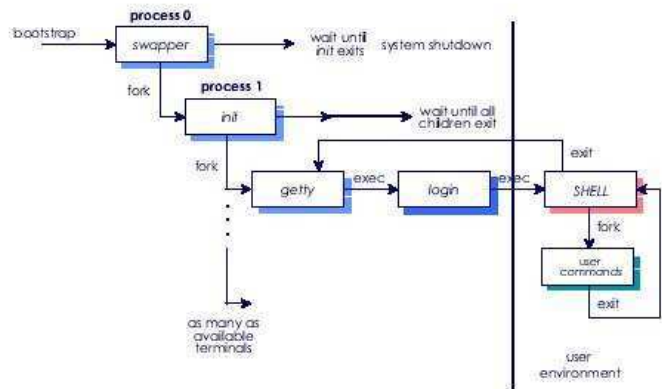 process 0
bootstrap
swapper
wait until
init exits
system shutdown
fork
process 1
init
wait until all
children exit
fork
exit
getty
exec
login
exec
SHELL
fork
user
commands
exit
as many as
available
terminals
user
environment